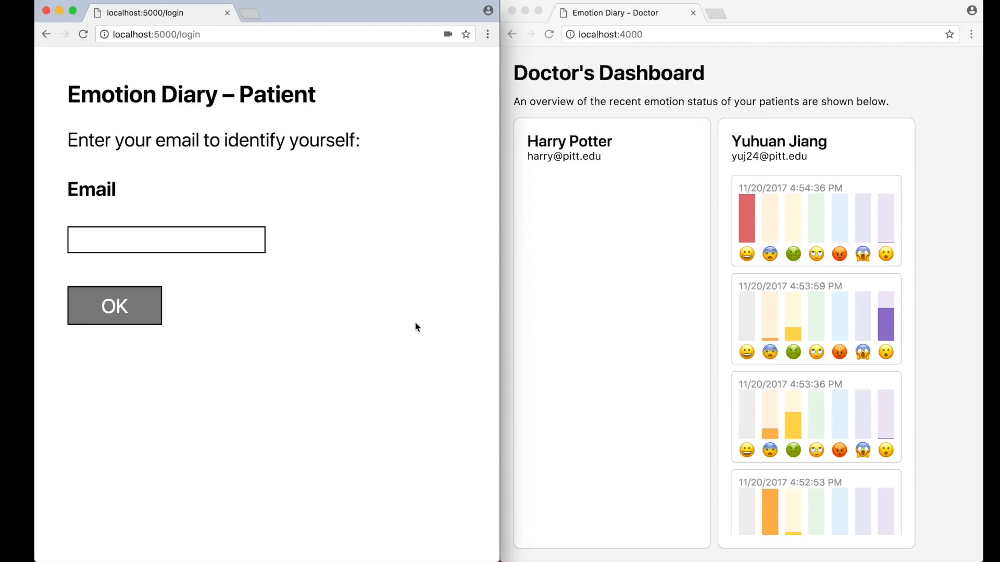 localhost:5000/login
localhost:5000/login
Emotion Diary – Patient
Enter your email to identify yourself:
Email
OK
Emotion Diary - Doctor
localhost:4000
Doctor's Dashboard
An overview of the recent emotion status of your patients are shown below.
Harry Potter
harry@pitt.edu
Yuhuan Jiang
yuj24@pitt.edu
11/20/2017 4:54:36 PM
11/20/2017 4:53:59 PM
11/20/2017 4:53:36 PM
11/20/2017 4:52:53 PM